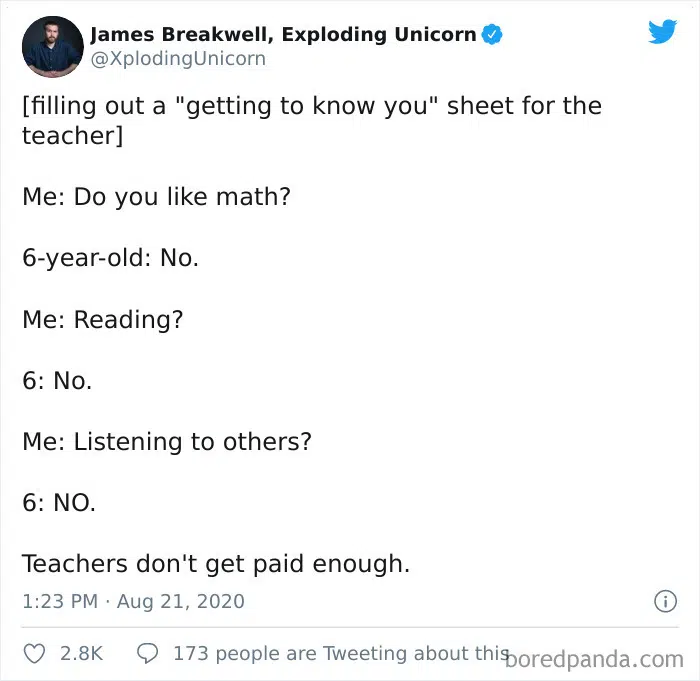 James Breakwell, Exploding Unicorn
@XplodingUnicorn
[filling out a "getting to know you" sheet for the
teacher]
Me: Do you like math?
6-year-old: No.
Me: Reading?
6: No.
Me: Listening to others?
6: NO.
Teachers don't get paid enough.
1:23 PM · Aug 21, 2020
2.8K 173 people are Tweeting about this
boredpanda.com